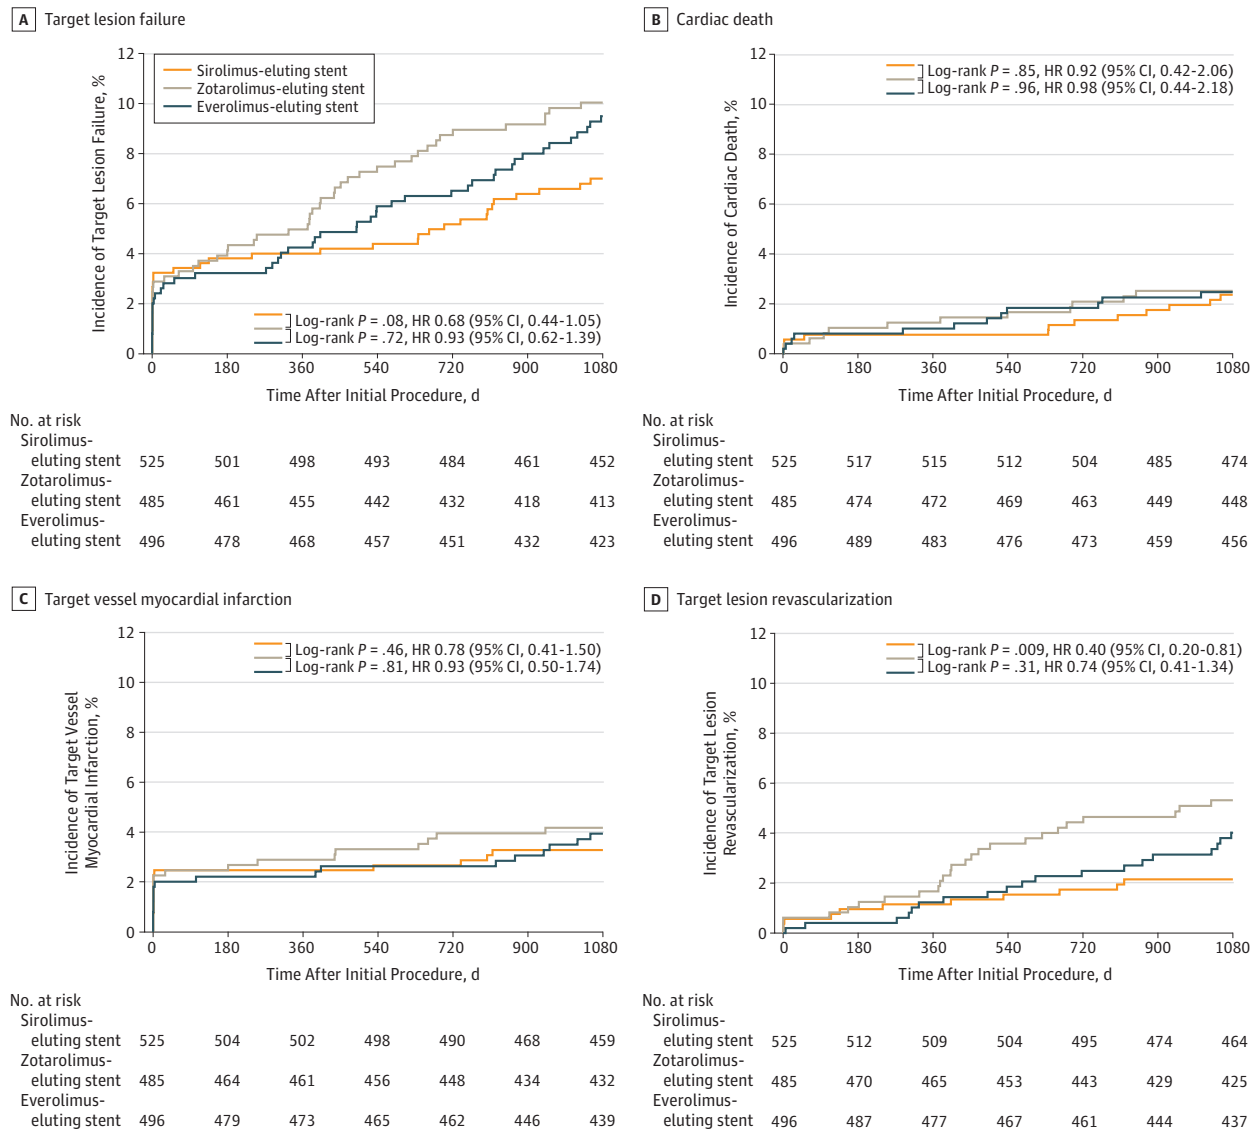 A Target lesion failure
12
10
8
6
4
2
0
Incidence of Target Lesion Failure, %
Sirolimus-eluting stent
Zotarolimus-eluting stent
Everolimus-eluting stent
Log-rank P = .08, HR 0.68 (95% CI, 0.44-1.05)
Log-rank P = .72, HR 0.93 (95% CI, 0.62-1.39)
0 180 360 540 720 900 1080
Time After Initial Procedure, d
No. at risk
Sirolimus-
eluting stent 525 501 498 493 484 461 452
Zotarolimus-
eluting stent 485 461 455 442 432 418 413
Everolimus-
eluting stent 496 478 468 457 451 432 423
B Cardiac death
12
10
8
6
4
2
0
Incidence of Cardiac Death, %
Log-rank P = .85, HR 0.92 (95% CI, 0.42-2.06)
Log-rank P = .96, HR 0.98 (95% CI, 0.44-2.18)
0 180 360 540 720 900 1080
Time After Initial Procedure, d
No. at risk
Sirolimus-
eluting stent 525 517 515 512 504 485 474
Zotarolimus-
eluting stent 485 474 472 469 463 449 448
Everolimus-
eluting stent 496 489 483 476 473 459 456
C Target vessel myocardial infarction
12
10
8
6
4
2
0
Incidence of Target Vessel
Myocardial Infarction, %
Log-rank P = .46, HR 0.78 (95% CI, 0.41-1.50)
Log-rank P = .81, HR 0.93 (95% CI, 0.50-1.74)
0 180 360 540 720 900 1080
Time After Initial Procedure, d
No. at risk
Sirolimus-
eluting stent 525 504 502 498 490 468 459
Zotarolimus-
eluting stent 485 464 461 456 448 434 432
Everolimus-
eluting stent 496 479 473 465 462 446 439
D Target lesion revascularization
12
10
8
6
4
2
0
Incidence of Target Lesion
Revascularization, %
Log-rank P = .009, HR 0.40 (95% CI, 0.20-0.81)
Log-rank P = .31, HR 0.74 (95% CI, 0.41-1.34)
0 180 360 540 720 900 1080
Time After Initial Procedure, d
No. at risk
Sirolimus-
eluting stent 525 512 509 504 495 474 464
Zotarolimus-
eluting stent 485 470 465 453 443 429 425
Everolimus-
eluting stent 496 487 477 467 461 444 437